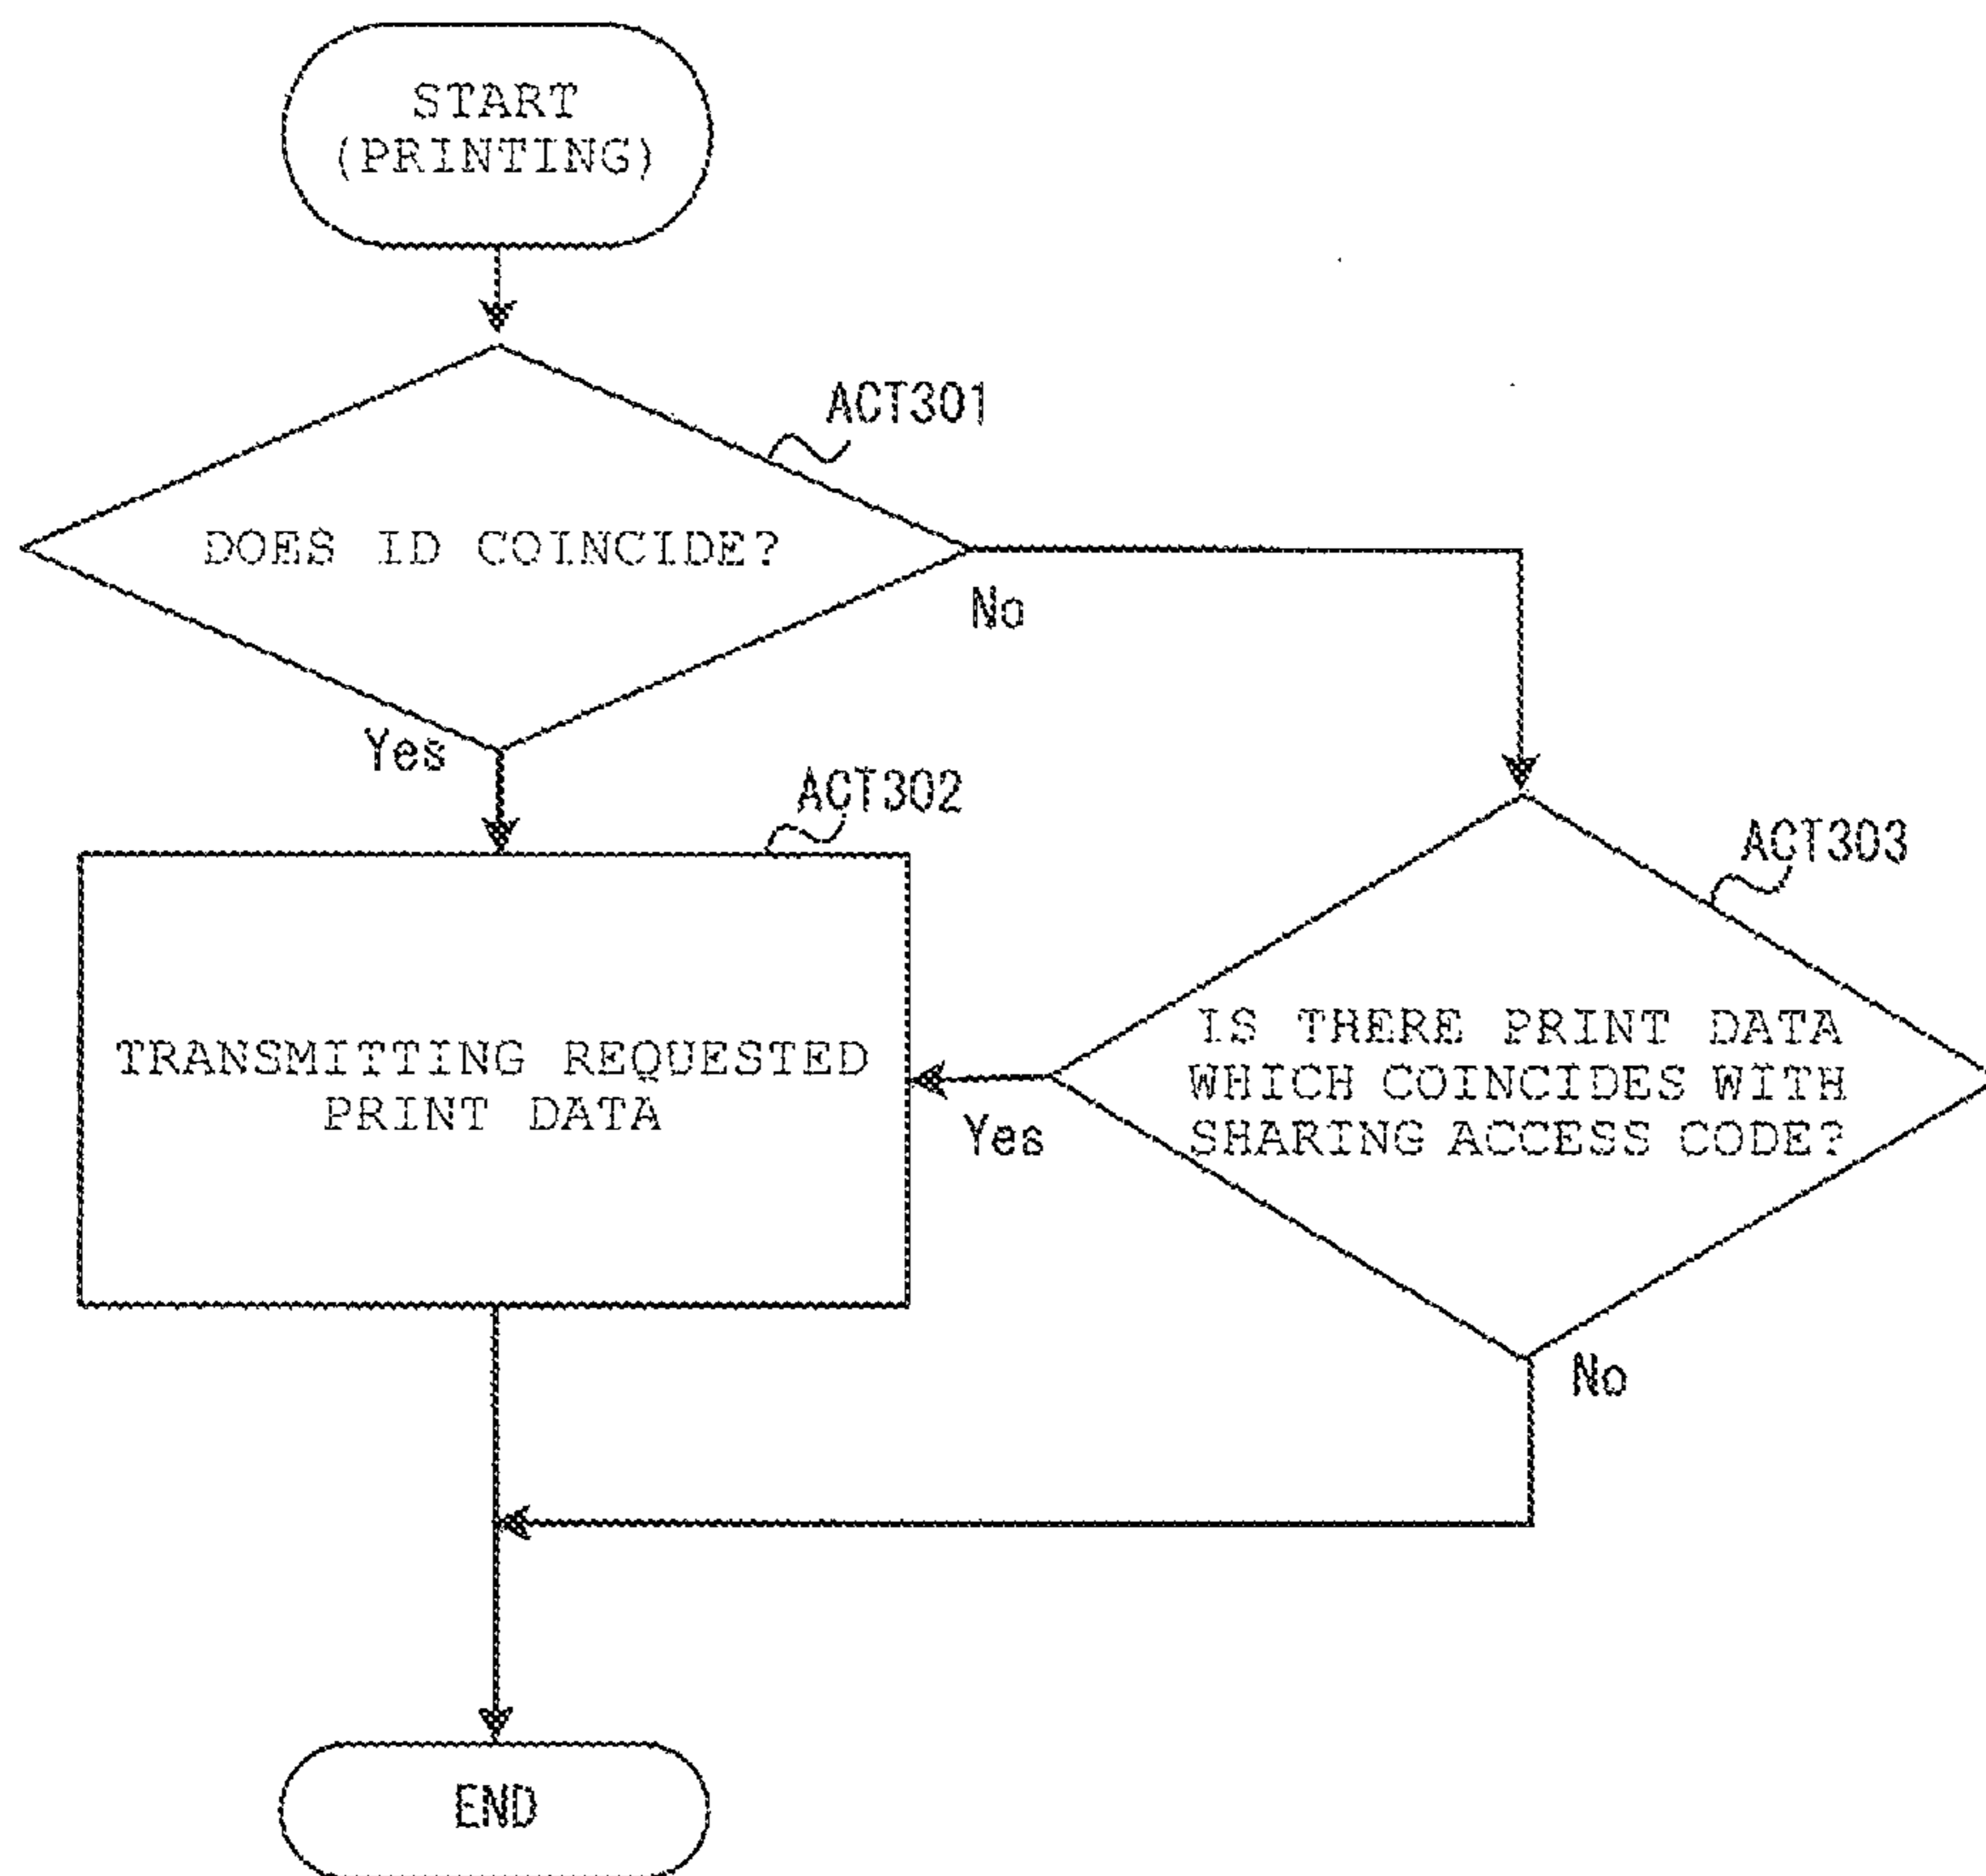 START
(PRINTING)
ACT301
DOES ID COINCIDE?
No
Yes
ACT302
TRANSMITTING REQUESTED
PRINT DATA
ACT303
IS THERE PRINT DATA
WHICH COINCIDES WITH
SHARING ACCESS CODE?
Yes
No
END